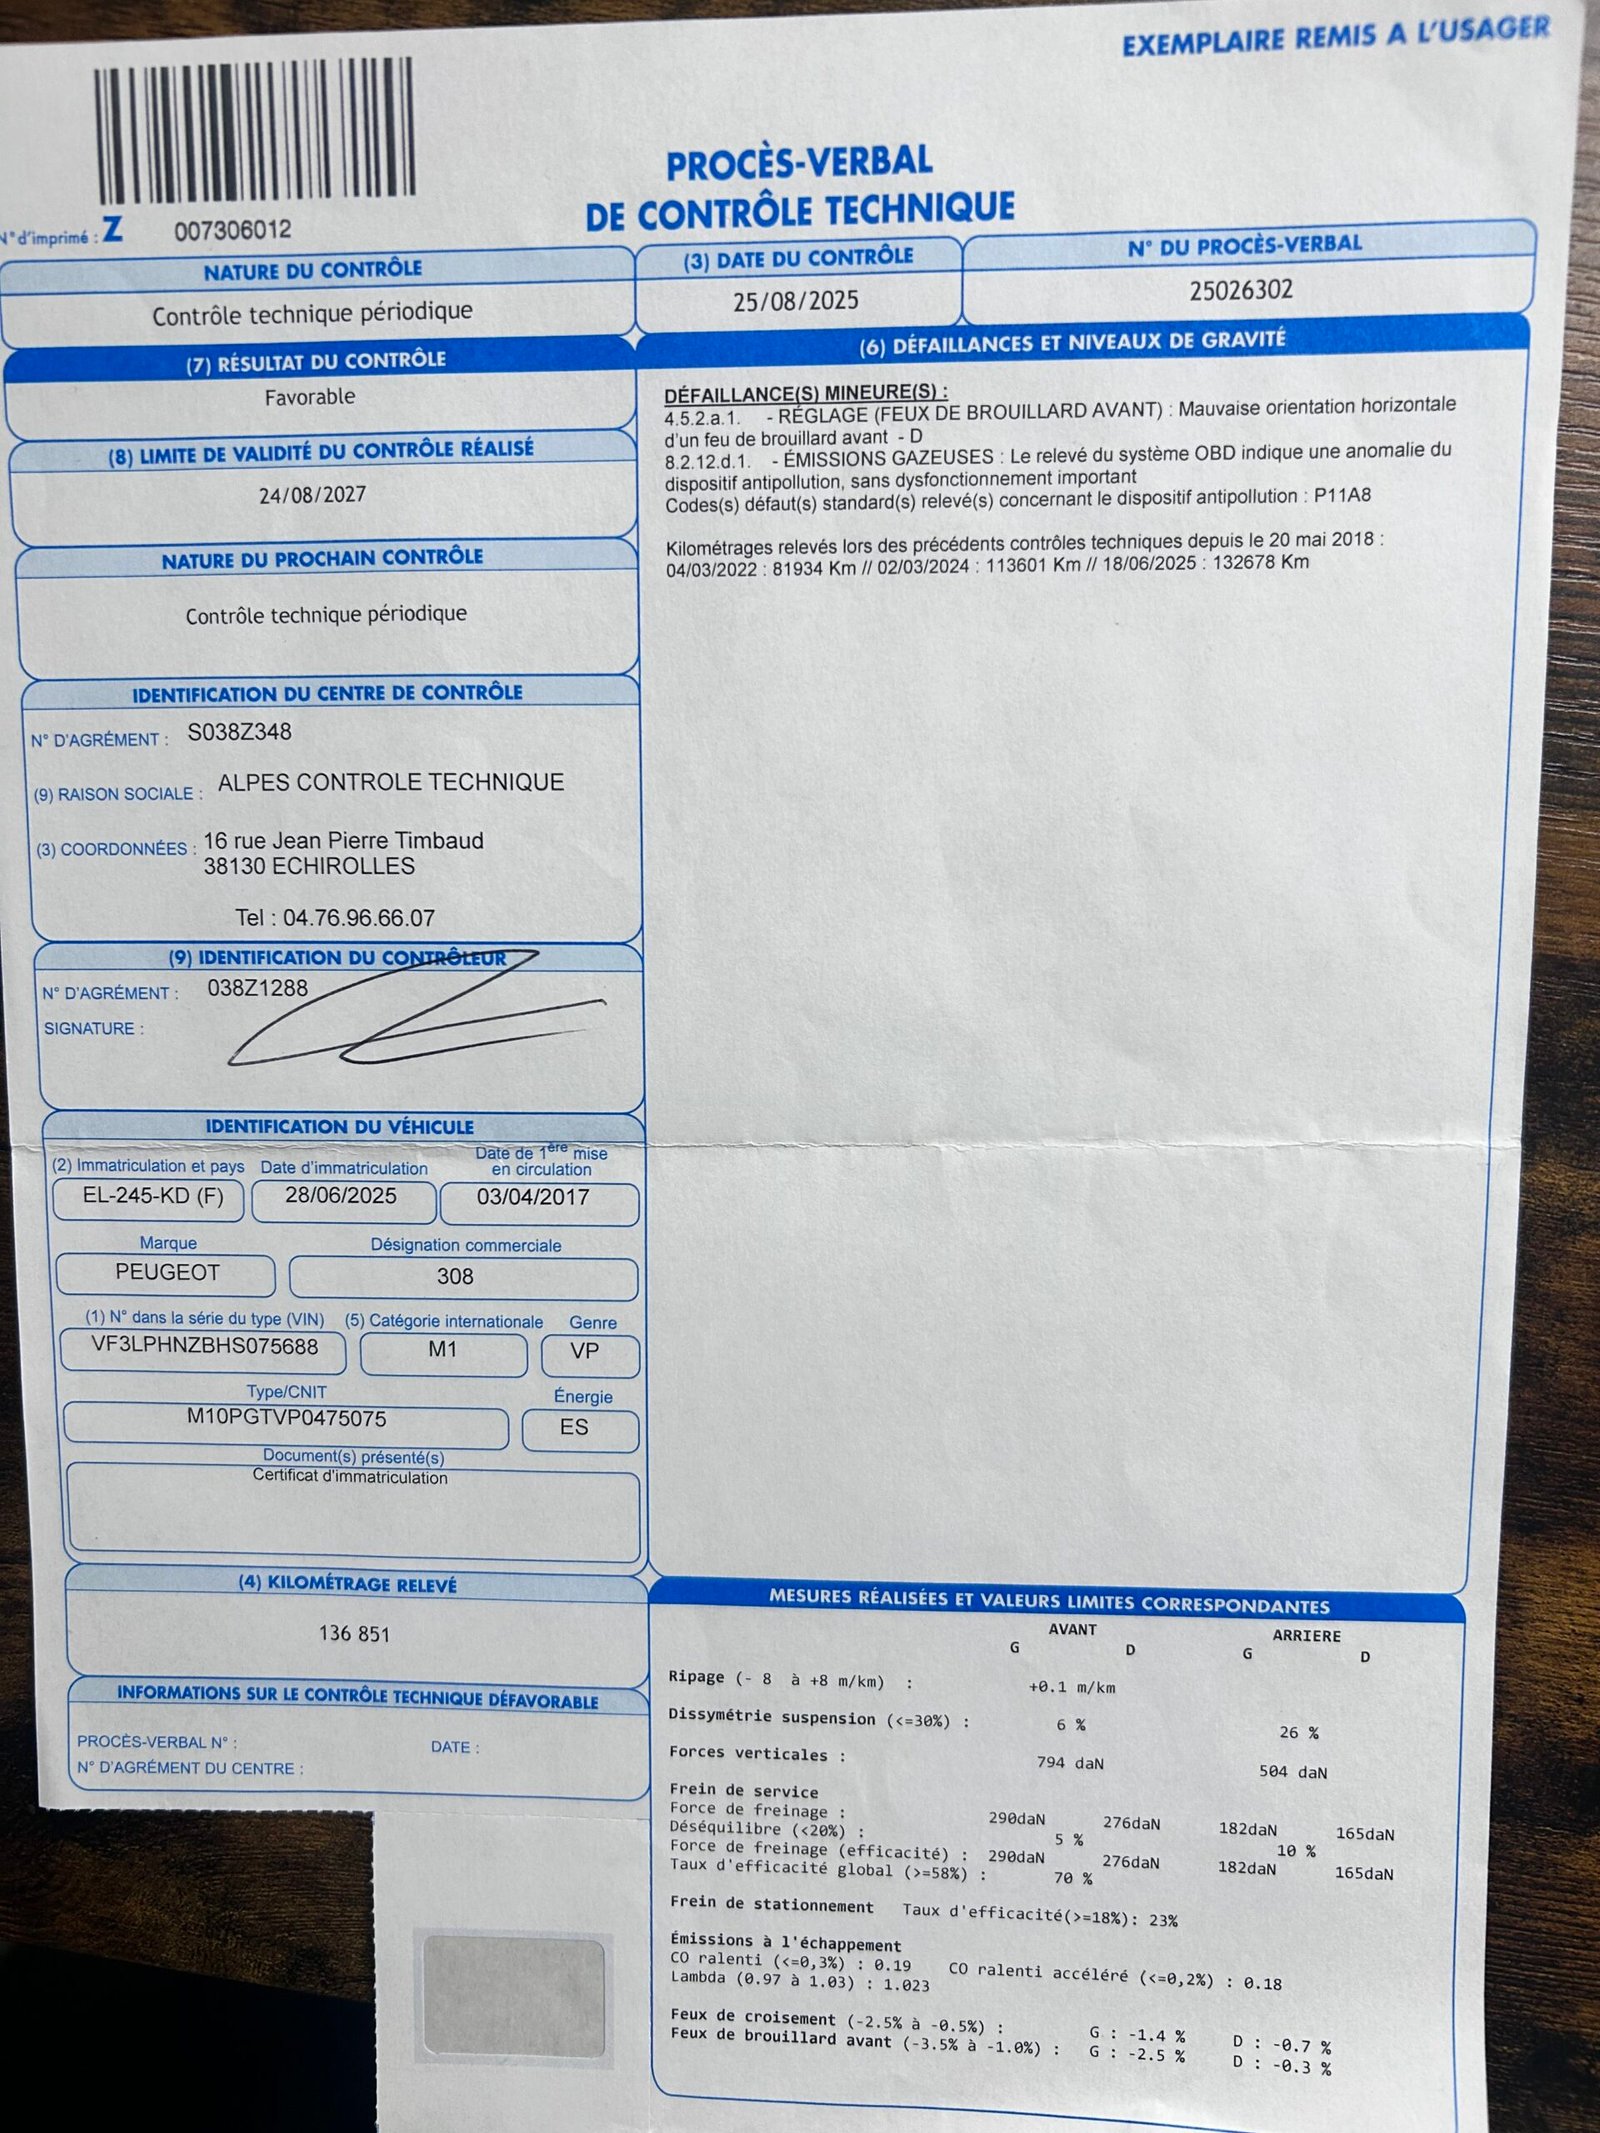 EXEMPLAIRE REMIS A L'USAGER
N°d'imprimé : Z 007306012
PROCÈS-VERBAL
DE CONTRÔLE TECHNIQUE
NATURE DU CONTRÔLE
Contrôle technique périodique
(3) DATE DU CONTRÔLE
25/08/2025
N° DU PROCÈS-VERBAL
25026302
(7) RÉSULTAT DU CONTRÔLE
Favorable
(8) LIMITE DE VALIDITÉ DU CONTRÔLE RÉALISÉ
24/08/2027
NATURE DU PROCHAIN CONTRÔLE
Contrôle technique périodique
IDENTIFICATION DU CENTRE DE CONTRÔLE
N° D'AGRÉMENT : S038Z348
(9) RAISON SOCIALE : ALPES CONTROLE TECHNIQUE
(3) COORDONNÉES : 16 rue Jean Pierre Timbaud
38130 ECHIROLLES
Tel : 04.76.96.66.07
(9) IDENTIFICATION DU CONTRÔLEUR
N° D'AGRÉMENT : 038Z1288
SIGNATURE :
IDENTIFICATION DU VÉHICULE
(2) Immatriculation et pays
EL-245-KD (F)
Date d'immatriculation
28/06/2025
Date de 1ère mise
en circulation
03/04/2017
Marque
PEUGEOT
Désignation commerciale
308
(1) N° dans la série du type (VIN)
VF3LPHNZBHS075688
(5) Catégorie internationale
M1
Genre
VP
Type/CNIT
M10PGTVP0475075
Énergie
ES
Document(s) présenté(s)
Certificat d'immatriculation
(4) KILOMÉTRAGE RELEVÉ
136 851
INFORMATIONS SUR LE CONTRÔLE TECHNIQUE DÉFAVORABLE
PROCÈS-VERBAL N° : DATE :
N° D'AGRÉMENT DU CENTRE :
(6) DÉFAILLANCES ET NIVEAUX DE GRAVITÉ
DÉFAILLANCE(S) MINEURE(S) :
4.5.2.a.1. - RÉGLAGE (FEUX DE BROUILLARD AVANT) : Mauvaise orientation horizontale
d'un feu de brouillard avant - D
8.2.12.d.1. - ÉMISSIONS GAZEUSES : Le relevé du système OBD indique une anomalie du
dispositif antipollution, sans dysfonctionnement important
Codes(s) défaut(s) standard(s) relevé(s) concernant le dispositif antipollution : P11A8
Kilométrages relevés lors des précédents contrôles techniques depuis le 20 mai 2018 :
04/03/2022 : 81934 Km // 02/03/2024 : 113601 Km // 18/06/2025 : 132678 Km
MESURES RÉALISÉES ET VALEURS LIMITES CORRESPONDANTES
AVANT ARRIERE
G D G D
Ripage (- 8 à +8 m/km) : +0.1 m/km
Dissymétrie suspension (<=30%) : 6 % 26 %
Forces verticales : 794 daN 504 daN
Frein de service
Force de freinage : 290daN 276daN 182daN 165daN
Déséquilibre (<20%) : 5 % 10 %
Force de freinage (efficacité) : 290daN 276daN 182daN 165daN
Taux d'efficacité global (>=58%) : 70 %
Frein de stationnement Taux d'efficacité(>=18%): 23%
Émissions à l'échappement
CO ralenti (<=0,3%) : 0.19 CO ralenti accéléré (<=0,2%) : 0.18
Lambda (0.97 à 1.03) : 1.023
Feux de croisement (-2.5% à -0.5%) : G : -1.4 % D : -0.7 %
Feux de brouillard avant (-3.5% à -1.0%) : G : -2.5 % D : -0.3 %